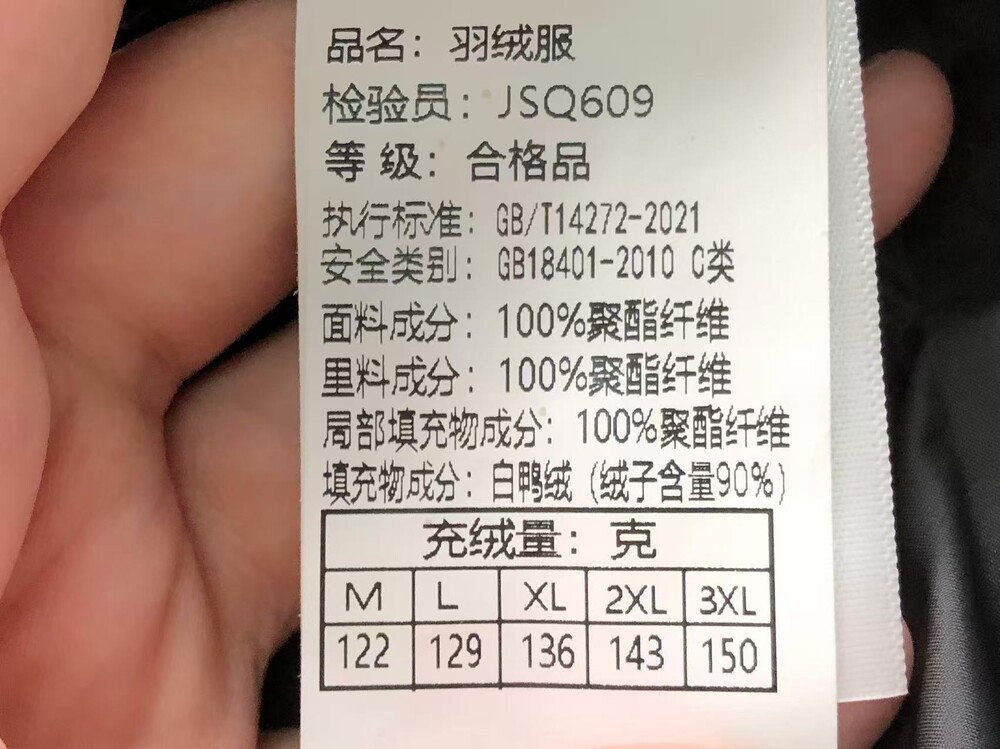 品名：羽绒服
检验员：JSQ609
等 级：合格品
执行标准：GB/T14272-2021
安全类别：GB18401-2010 C类
面料成分：100%聚酯纤维
里料成分：100%聚酯纤维
局部填充物成分：100%聚酯纤维
填充物成分：白鸭绒（绒子含量90%）
充绒量：克
M L XL 2XL 3XL
122 129 136 143 150